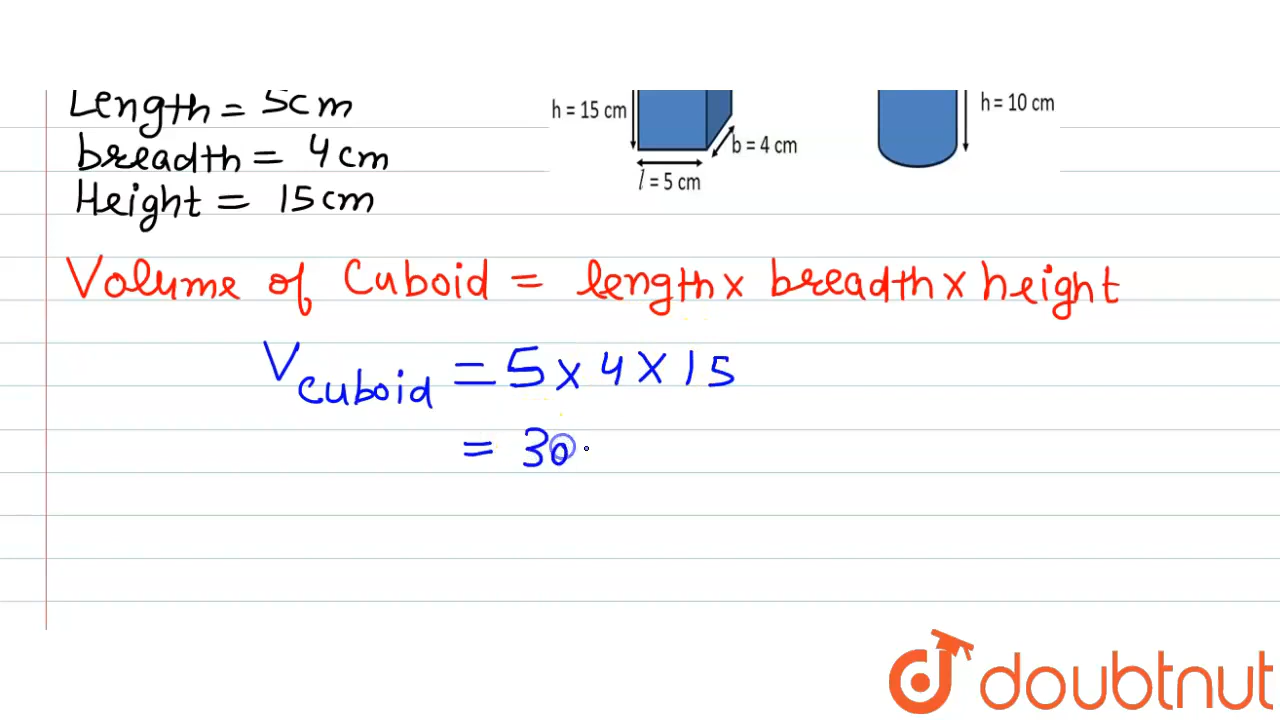 Length = 5cm
breadth = 4cm
Height = 15cm
h = 15 cm
b = 4 cm
l = 5 cm
h = 10 cm
Volume of Cuboid = length x breadth x height
V cuboid = 5 x 4 x 15
= 30
doubtnut